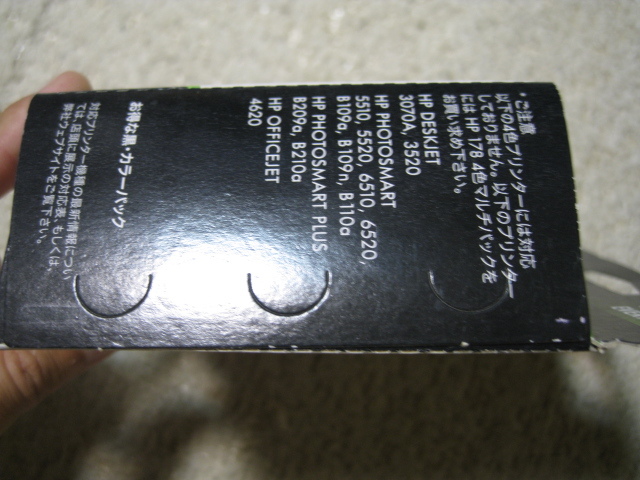 *ご注意
以下の4色プリンターには対応
しておりません。以下のプリンター
には HP 178 4色マルチパックを
お買い求め下さい。
HP DESKJET
3070A, 3520
HP PHOTOSMART
5510, 5520, 6510, 6520,
B109a, B109n, B110a
HP PHOTOSMART PLUS
B209a, B210a
HP OFFICEJET
4620
お得な黒・カラーパック
対応プリンター機種の最新情報につい
ては、店頭に展示の対応表、もしくは、
弊社ウェブサイトをご覧下さい。